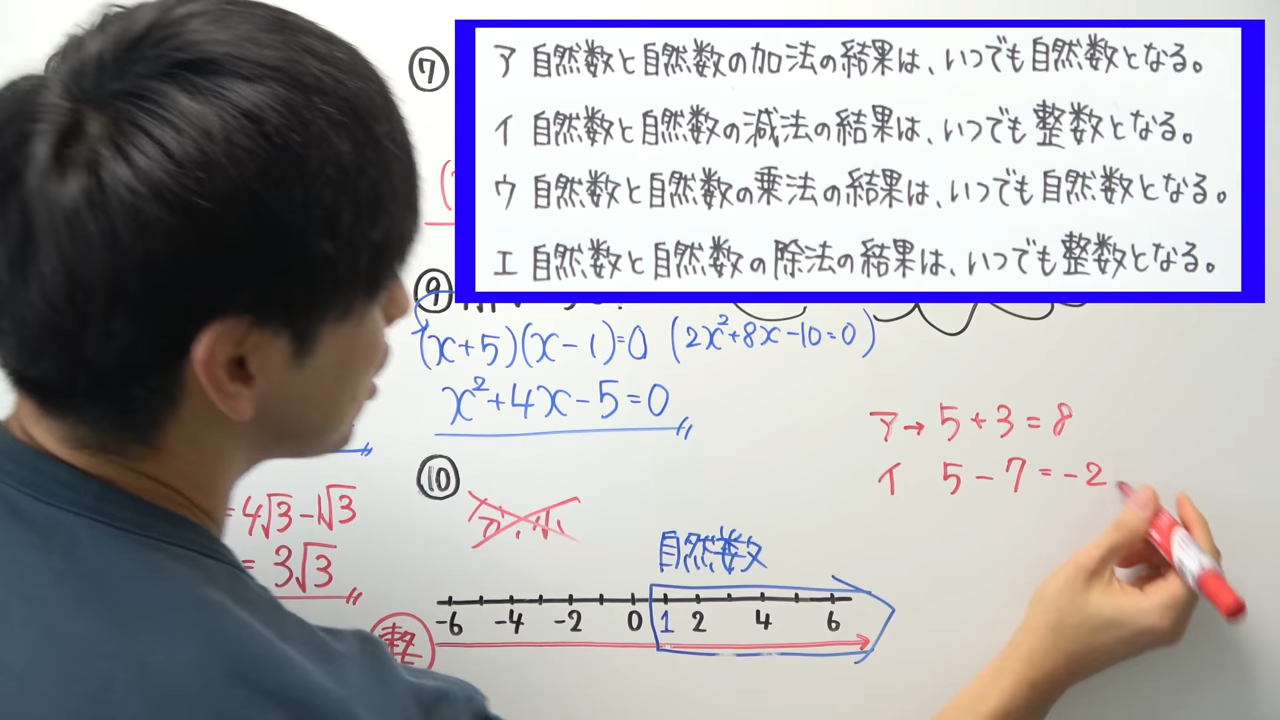 ⑦
ア 自然数と自然数の加法の結果は、いつでも自然数となる。
イ 自然数と自然数の減法の結果は、いつでも整数となる。
ウ 自然数と自然数の乗法の結果は、いつでも自然数となる。
エ 自然数と自然数の除法の結果は、いつでも整数となる。
⑨
(x+5)(x-1)=0 (2x²+8x-10=0)
x²+4x-5=0
ア→ 5+3=8
イ 5-7=-2
⑩
=4√3-1√3
=3√3
自然数
-6 -4 -2 0 1 2 4 6
整